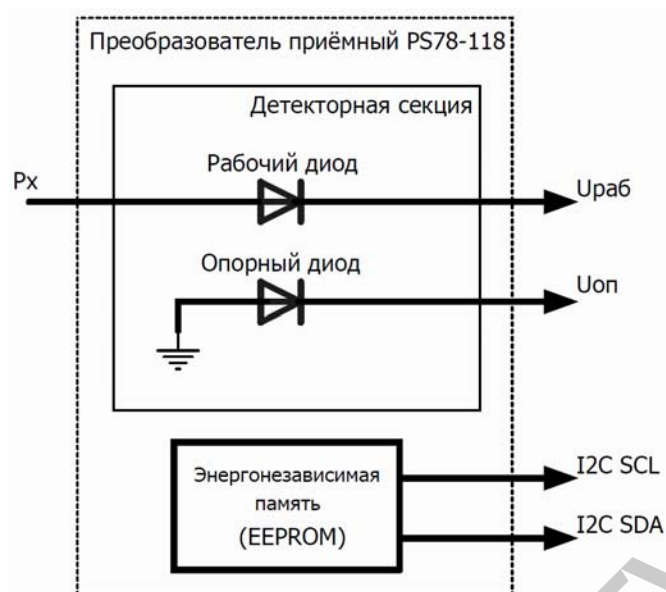 Преобразователь приёмный PS78-118
Детекторная секция
Рабочий диод
Px
Uраб
Опорный диод
Uоп
Энергонезависимая
память
(EEPROM)
I2C SCL
I2C SDA